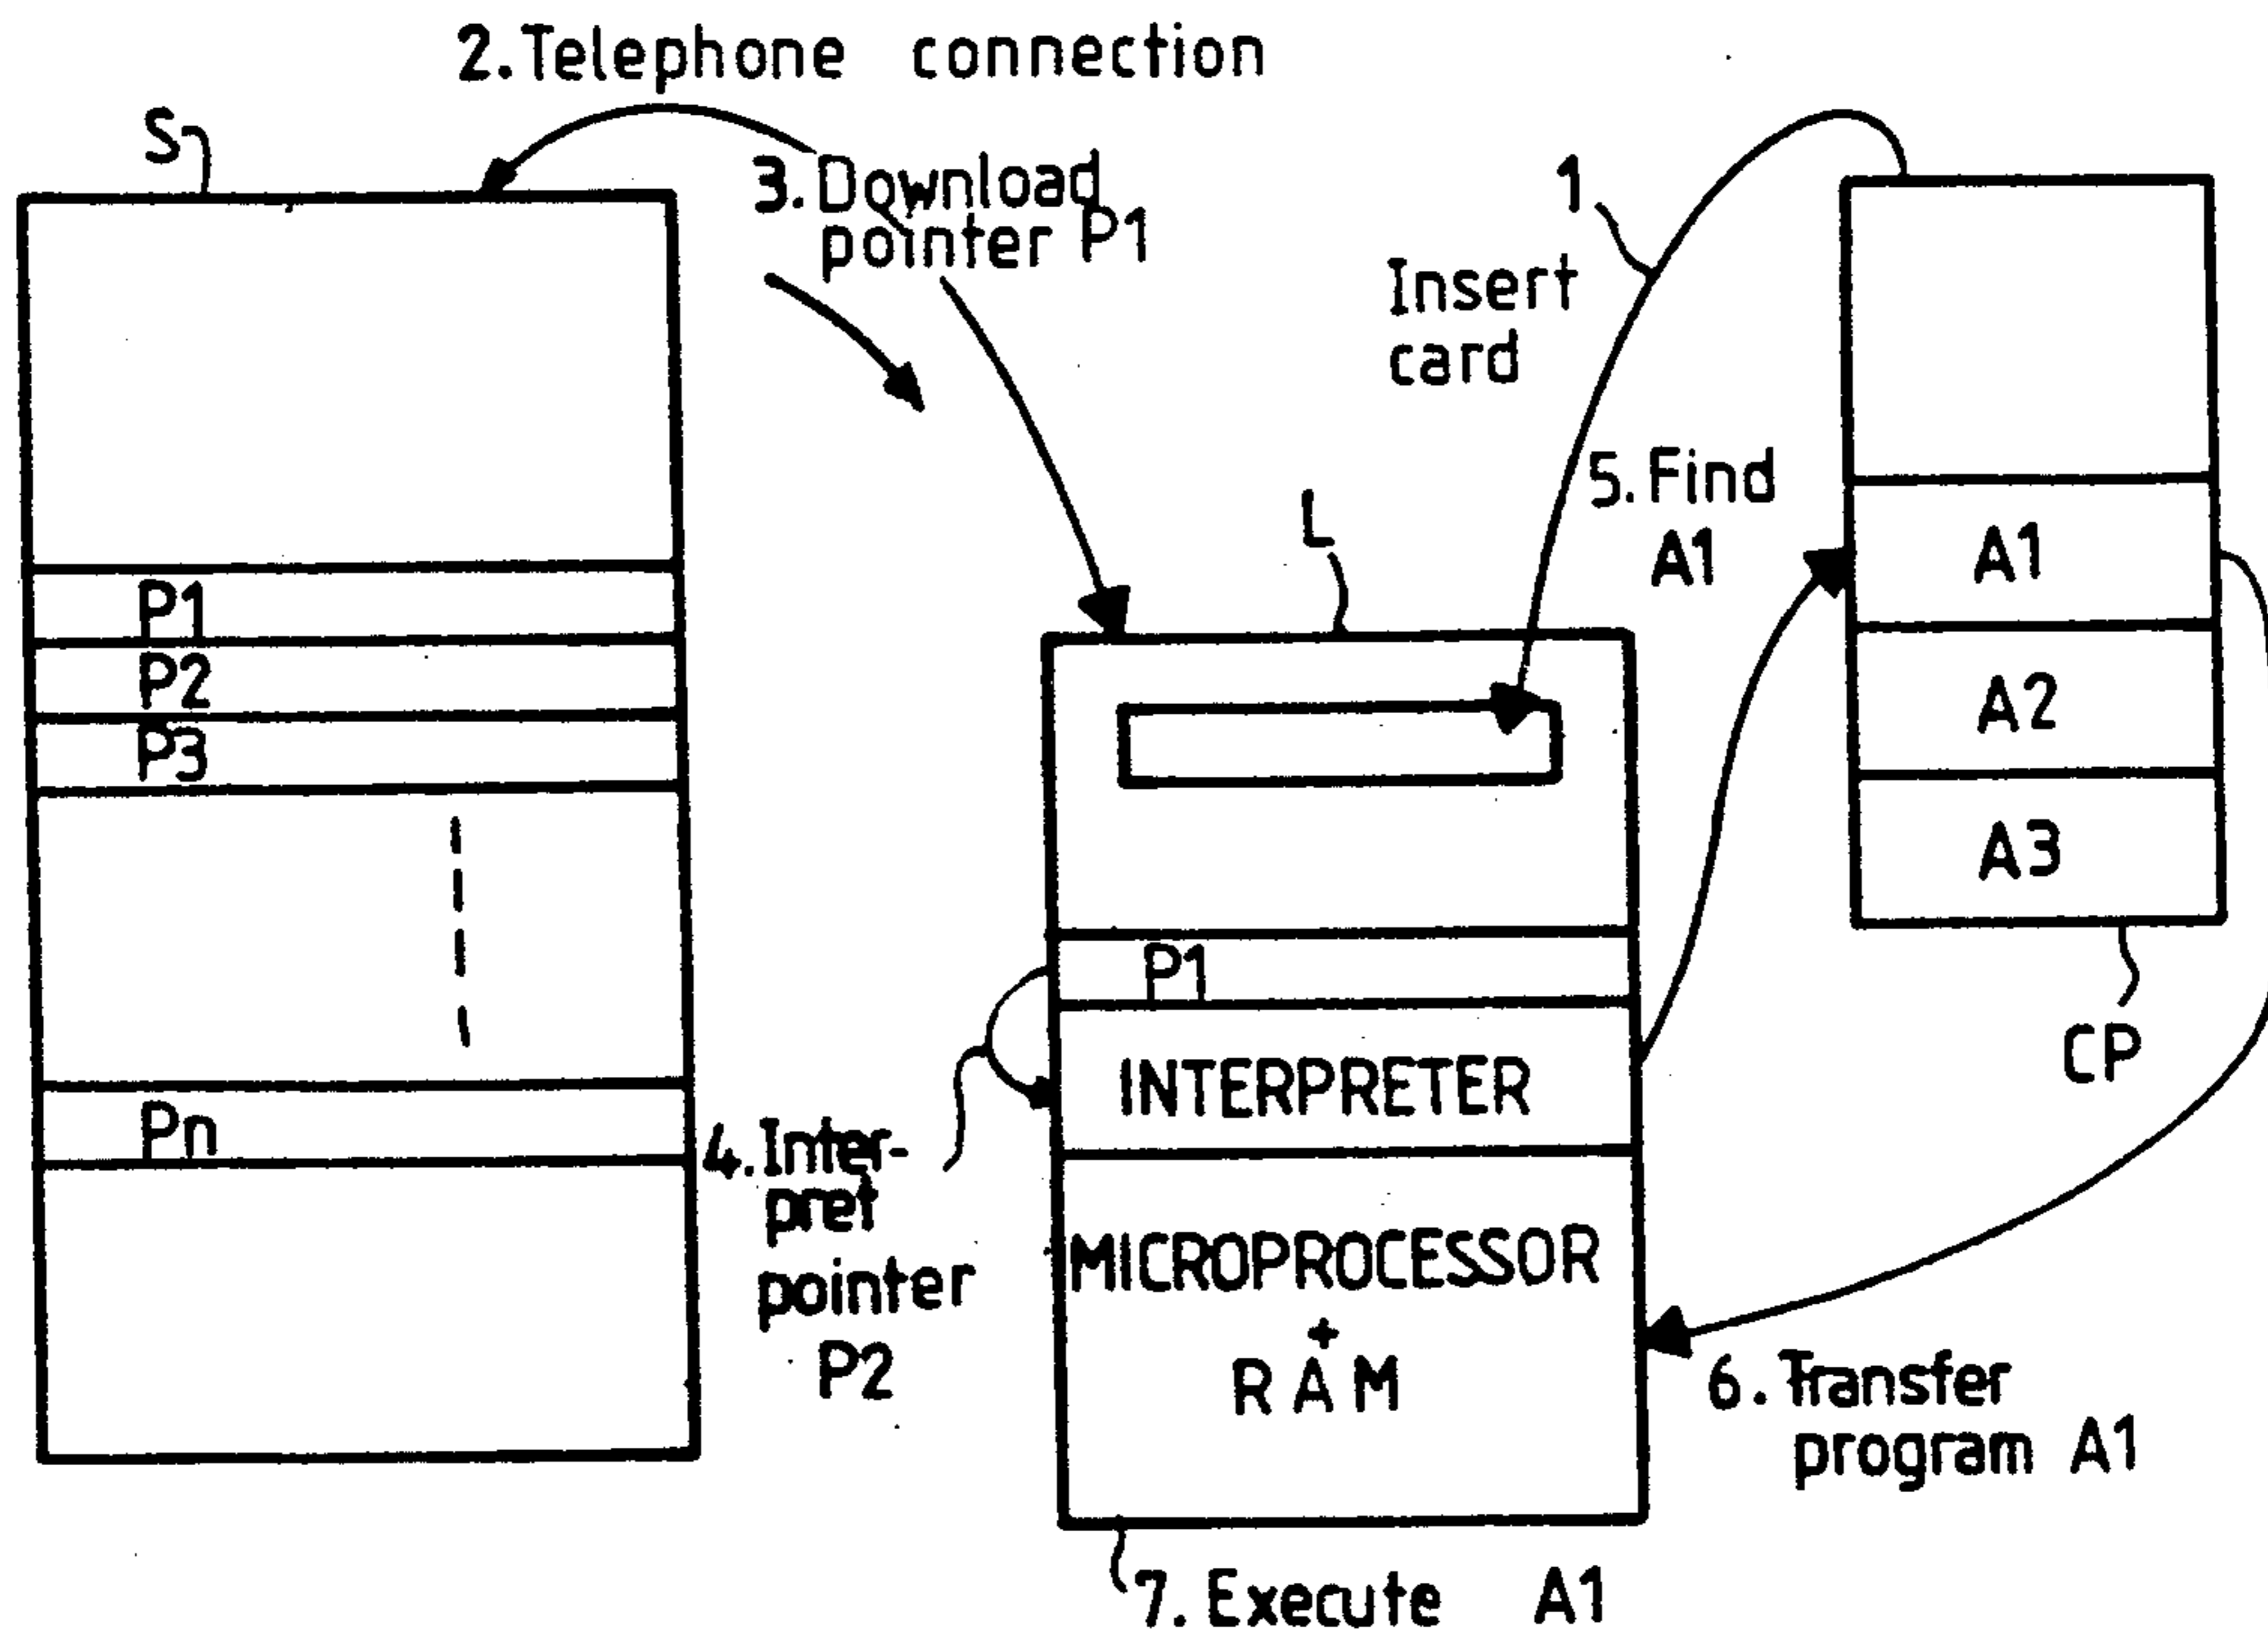 2. Telephone connection
S
3. Download
pointer P1
1
Insert
card
5. Find
A1
L
P1
P2
P3
Pn
A1
A2
A3
CP
P1
INTERPRETER
MICROPROCESSOR
+
RAM
4. Inter-
pret
pointer
P2
6. Transfer
program A1
7. Execute A1